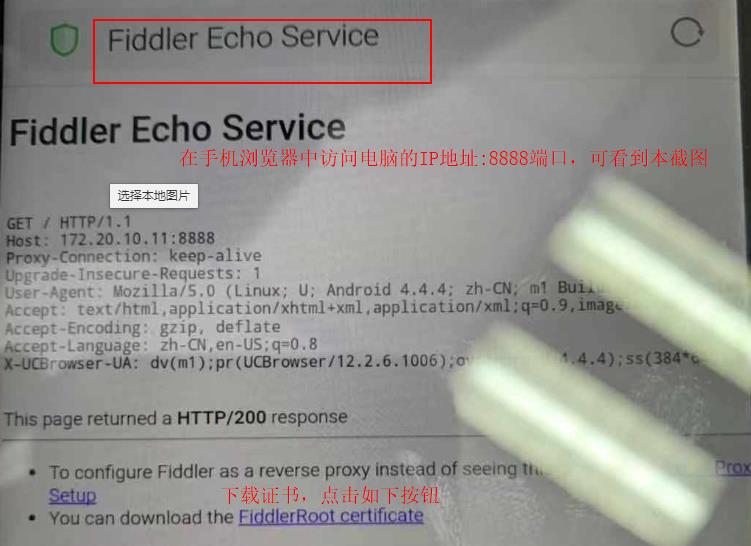 Fiddler Echo Service
Fiddler Echo Service
在手机浏览器中访问电脑的IP地址:8888端口，可看到本截图
选择本地图片
GET / HTTP/1.1
Host: 172.20.10.11:8888
Proxy-Connection: keep-alive
Upgrade-Insecure-Requests: 1
User-Agent: Mozilla/5.0 (Linux; U; Android 4.4.4; zh-CN; m1
Accept: text/html,application/xhtml+xml,application/xml;q=0.9,
Accept-Encoding: gzip, deflate
Accept-Language: zh-CN,en-US;q=0.8
X-UCBrowser-UA: dv(m1);pr(UCBrowser/12.2.6.1006);
This page returned a HTTP/200 response
• To configure Fiddler as a reverse proxy instead of seeing
Setup
下载证书，点击如下按钮
• You can download the FiddlerRoot certificate